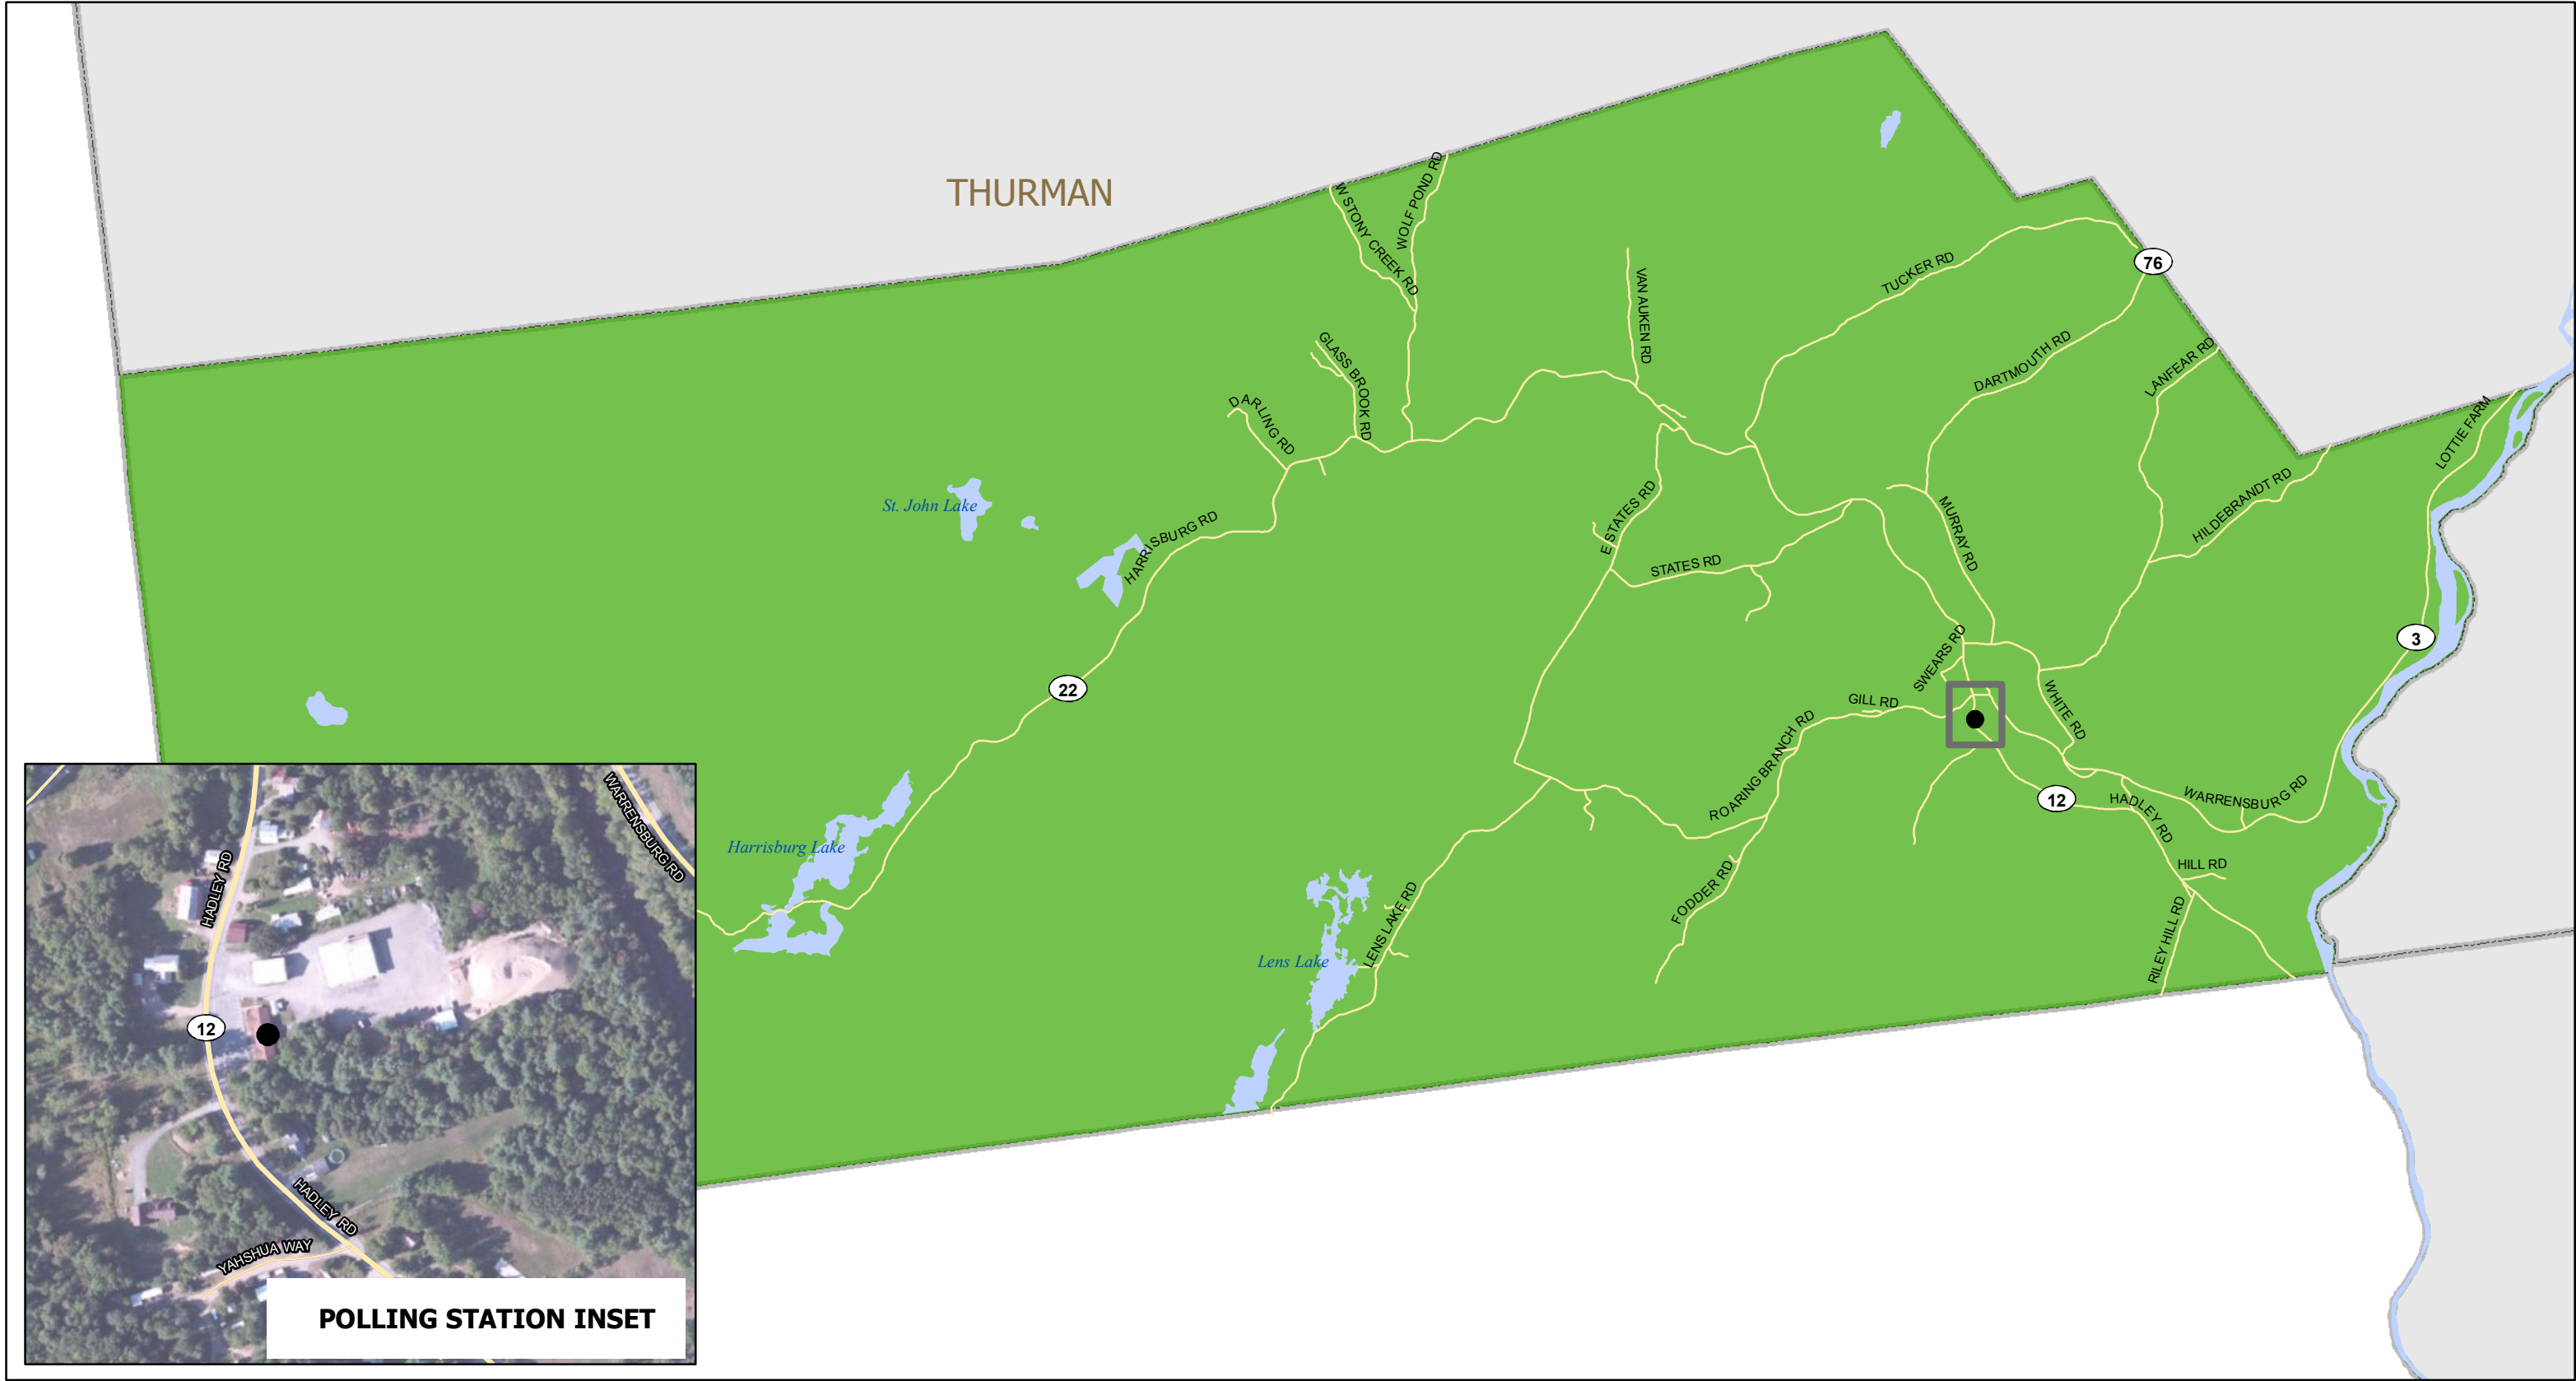 THURMAN
W STONY CREEK RD
WOLF POND RD
VAN AUKEN RD
TUCKER RD
76
DARTMOUTH RD
LANFEAR RD
GLASS BROOK RD
DARLING RD
LOTTIE FARM
HILDEBRANDT RD
St. John Lake
HARRISBURG RD
E STATES RD
STATES RD
MURRAY RD
3
22
SWEARS RD
GILL RD
WHITE RD
ROARING BRANCH RD
12
HADLEY RD
WARRENSBURG RD
HILL RD
RILEY HILL RD
FODDER RD
Harrisburg Lake
LENS LAKE RD
Lens Lake
WARRENSBURG RD
HADLEY RD
12
HADLEY RD
YAHSHUA WAY
POLLING STATION INSET